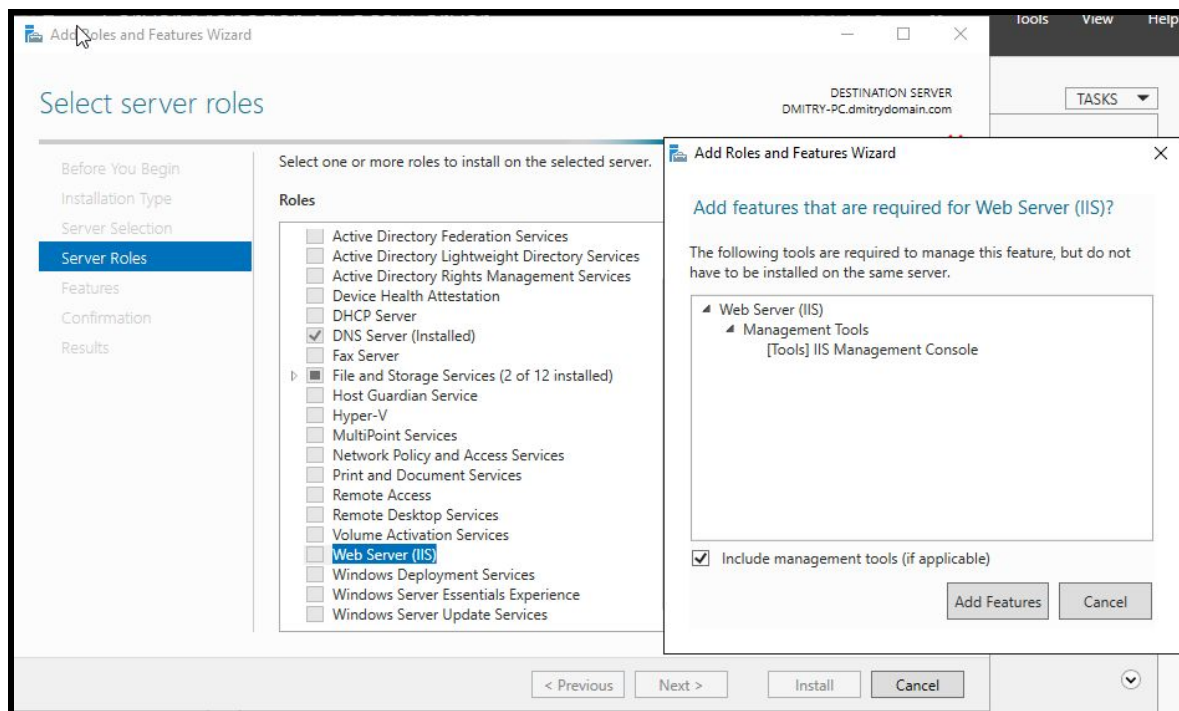 Tools View Help
Add Roles and Features Wizard
Select server roles
DESTINATION SERVER
DMITRY-PC.dmitrydomain.com
TASKS
Before You Begin
Installation Type
Server Selection
Server Roles
Features
Confirmation
Results
Select one or more roles to install on the selected server.
Roles
Active Directory Federation Services
Active Directory Lightweight Directory Services
Active Directory Rights Management Services
Device Health Attestation
DHCP Server
DNS Server (Installed)
Fax Server
File and Storage Services (2 of 12 installed)
Host Guardian Service
Hyper-V
MultiPoint Services
Network Policy and Access Services
Print and Document Services
Remote Access
Remote Desktop Services
Volume Activation Services
Web Server (IIS)
Windows Deployment Services
Windows Server Essentials Experience
Windows Server Update Services
< Previous
Next >
Install
Cancel
Add Roles and Features Wizard
Add features that are required for Web Server (IIS)?
The following tools are required to manage this feature, but do not
have to be installed on the same server.
Web Server (IIS)
Management Tools
[Tools] IIS Management Console
Include management tools (if applicable)
Add Features
Cancel